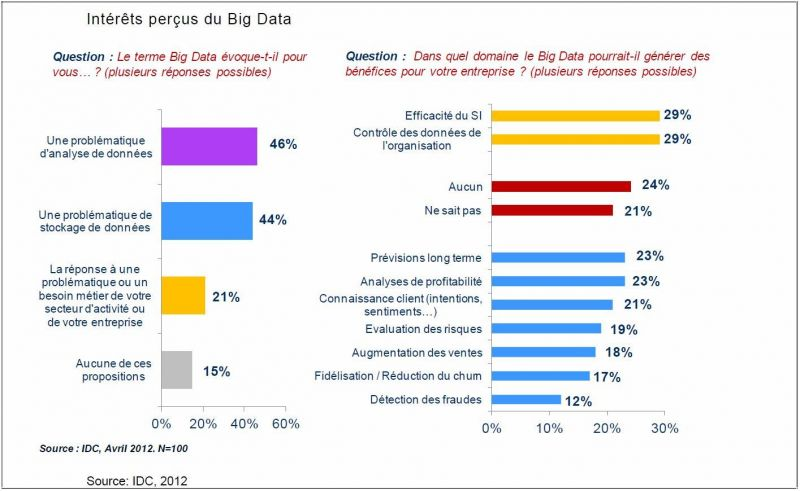 Intérêts perçus du Big Data
Question : Le terme Big Data évoque-t-il pour
vous… ? (plusieurs réponses possibles)
Une problématique
d'analyse de données
46%
Une problématique de
stockage de données
44%
La réponse à une
problématique ou un
besoin métier de votre
secteur d'activité ou
de votre entreprise
21%
Aucune de ces
propositions
15%
0% 20% 40% 60%
Source : IDC, Avril 2012. N=100
Source: IDC, 2012
Question : Dans quel domaine le Big Data pourrait-il générer des
bénéfices pour votre entreprise ? (plusieurs réponses possibles)
Efficacité du SI
29%
Contrôle des données de
l'organisation
29%
Aucun
24%
Ne sait pas
21%
Prévisions long terme
23%
Analyses de profitabilité
23%
Connaissance client (intentions,
sentiments…)
21%
Evaluation des risques
19%
Augmentation des ventes
18%
Fidélisation / Réduction du churn
17%
Détection des fraudes
12%
0% 10% 20% 30%